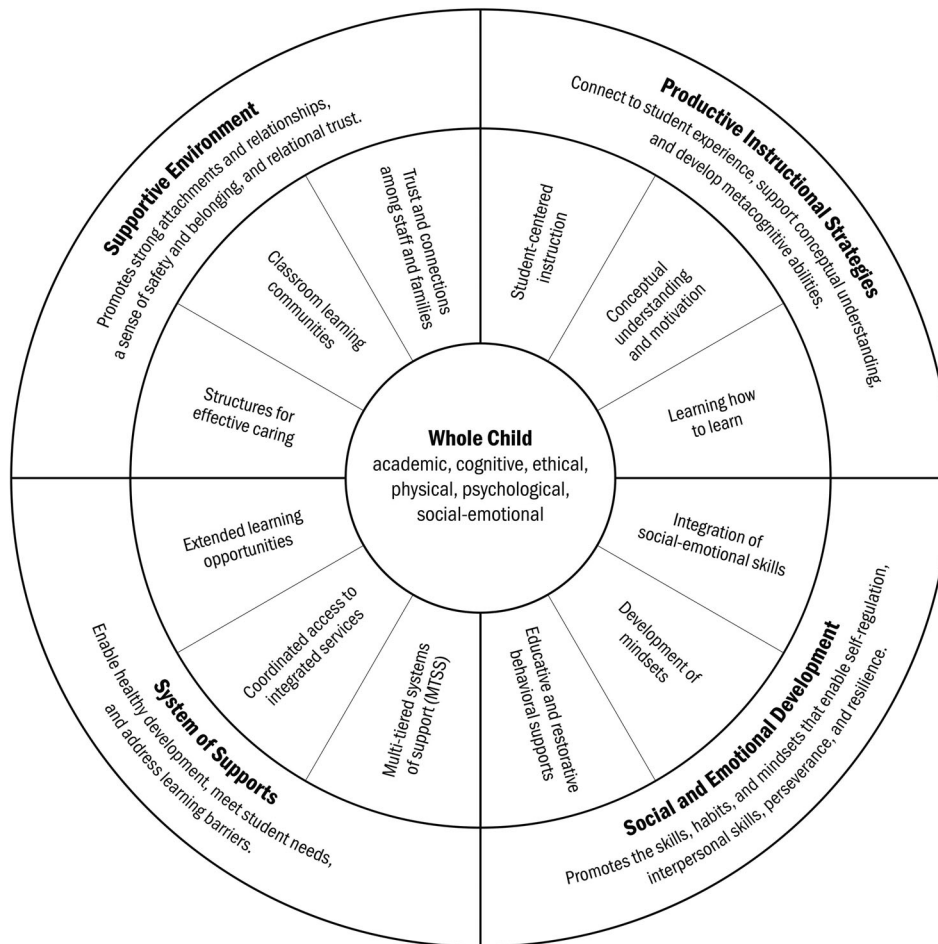 Supportive Environment
Promotes strong attachments and relationships,
a sense of safety and belonging, and relational trust.
Productive Instructional Strategies
Connect to student experience, support conceptual understanding,
and develop metacognitive abilities.
Trust and connections
among staff and families
Classroom learning
communities
Structures for
effective caring
Student-centered
instruction
Conceptual
understanding
and motivation
Learning how
to learn
Whole Child
academic, cognitive, ethical,
physical, psychological,
social-emotional
Extended learning
opportunities
Coordinated access to
integrated services
Multi-tiered systems
of support (MTSS)
Integration of
social-emotional skills
Development of
mindsets
Educative and restorative
behavioral supports
System of Supports
Enable healthy development, meet student needs,
and address learning barriers.
Social and Emotional Development
Promotes the skills, habits, and mindsets that enable self-regulation,
interpersonal skills, perseverance, and resilience.